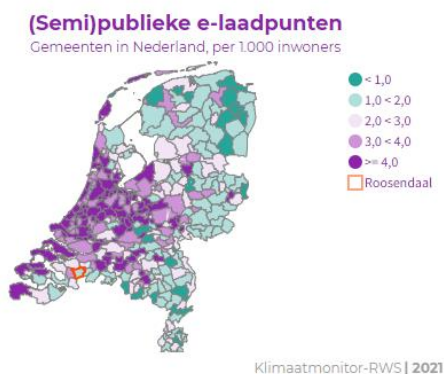 (Semi)publieke e-laadpunten
Gemeenten in Nederland, per 1.000 inwoners
< 1,0
1,0 < 2,0
2,0 < 3,0
3,0 < 4,0
>= 4,0
Roosendaal
Klimaatmonitor-RWS | 2021